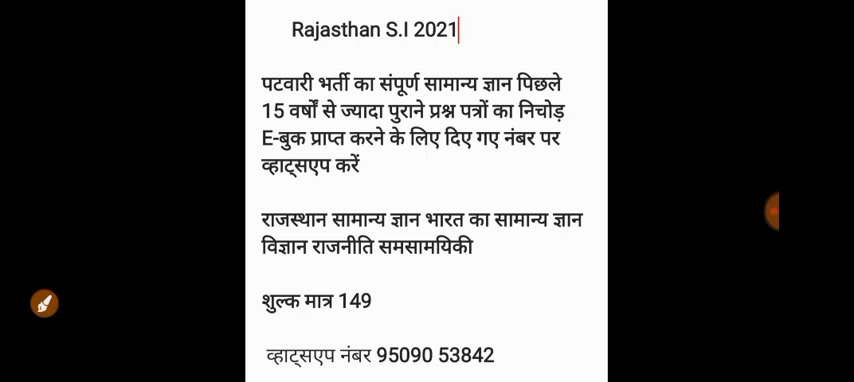 Rajasthan S.I 2021
पटवारी भर्ती का संपूर्ण सामान्य ज्ञान पिछले
15 वर्षों से ज्यादा पुराने प्रश्न पत्रों का निचोड़
E-बुक प्राप्त करने के लिए दिए गए नंबर पर
व्हाट्सएप करें
राजस्थान सामान्य ज्ञान भारत का सामान्य ज्ञान
विज्ञान राजनीति समसामयिकी
शुल्क मात्र 149
व्हाट्सएप नंबर 95090 53842